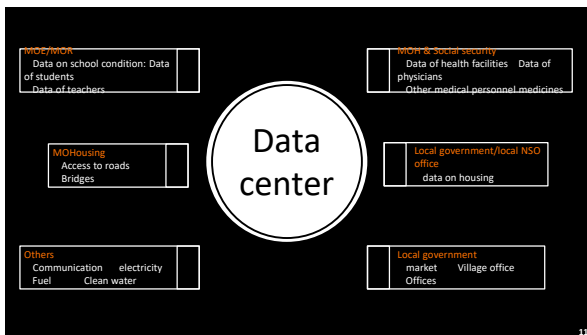 MOE/MOR
Data on school condition: Data
of students
Data of teachers
MOHousing
Access to roads
Bridges
Others
Communication electricity
Fuel Clean water
Data
center
MOH & Social security
Data of health facilities Data of
physicians
Other medical personnel medicines
Local government/local NSO
office
data on housing
Local government
market Village office
Offices